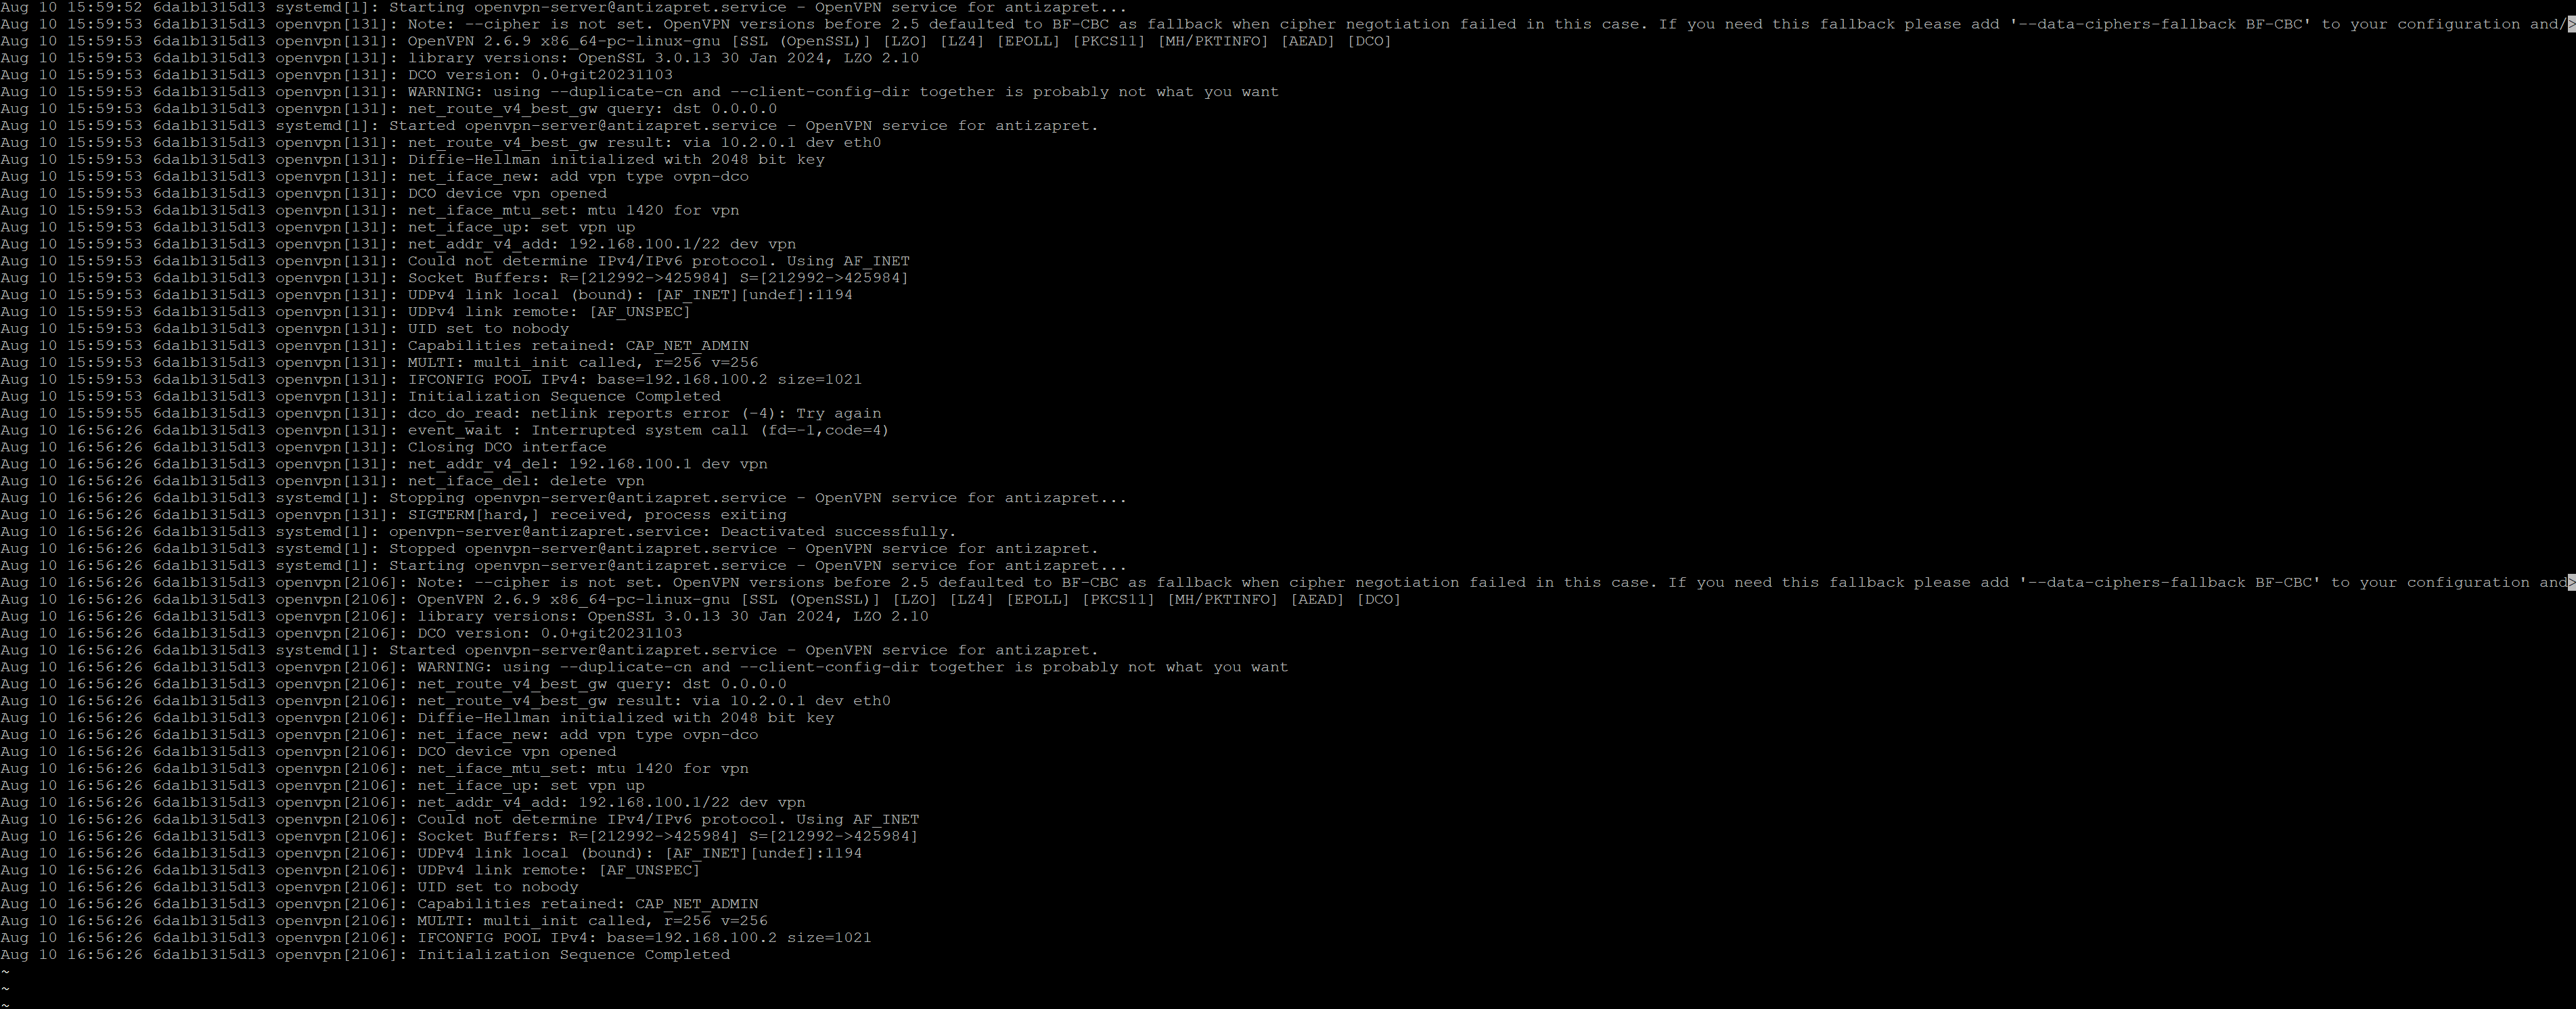 Aug 10 15:59:52 6da1b1315d13 systemd[1]: Starting openvpn-server@antizapret.service - OpenVPN service for antizapret...
Aug 10 15:59:53 6da1b1315d13 openvpn[131]: Note: --cipher is not set. OpenVPN versions before 2.5 defaulted to BF-CBC as fallback when cipher negotiation failed in this case. If you need this fallback please add '--data-ciphers-fallback BF-CBC' to your configuration and/>
Aug 10 15:59:53 6da1b1315d13 openvpn[131]: OpenVPN 2.6.9 x86_64-pc-linux-gnu [SSL (OpenSSL)] [LZO] [LZ4] [EPOLL] [PKCS11] [MH/PKTINFO] [AEAD] [DCO]
Aug 10 15:59:53 6da1b1315d13 openvpn[131]: library versions: OpenSSL 3.0.13 30 Jan 2024, LZO 2.10
Aug 10 15:59:53 6da1b1315d13 openvpn[131]: DCO version: 0.0+git20231103
Aug 10 15:59:53 6da1b1315d13 openvpn[131]: WARNING: using --duplicate-cn and --client-config-dir together is probably not what you want
Aug 10 15:59:53 6da1b1315d13 openvpn[131]: net_route_v4_best_gw query: dst 0.0.0.0
Aug 10 15:59:53 6da1b1315d13 systemd[1]: Started openvpn-server@antizapret.service - OpenVPN service for antizapret.
Aug 10 15:59:53 6da1b1315d13 openvpn[131]: net_route_v4_best_gw result: via 10.2.0.1 dev eth0
Aug 10 15:59:53 6da1b1315d13 openvpn[131]: Diffie-Hellman initialized with 2048 bit key
Aug 10 15:59:53 6da1b1315d13 openvpn[131]: net_iface_new: add vpn type ovpn-dco
Aug 10 15:59:53 6da1b1315d13 openvpn[131]: DCO device vpn opened
Aug 10 15:59:53 6da1b1315d13 openvpn[131]: net_iface_mtu_set: mtu 1420 for vpn
Aug 10 15:59:53 6da1b1315d13 openvpn[131]: net_iface_up: set vpn up
Aug 10 15:59:53 6da1b1315d13 openvpn[131]: net_addr_v4_add: 192.168.100.1/22 dev vpn
Aug 10 15:59:53 6da1b1315d13 openvpn[131]: Could not determine IPv4/IPv6 protocol. Using AF_INET
Aug 10 15:59:53 6da1b1315d13 openvpn[131]: Socket Buffers: R=[212992->425984] S=[212992->425984]
Aug 10 15:59:53 6da1b1315d13 openvpn[131]: UDPv4 link local (bound): [AF_INET][undef]:1194
Aug 10 15:59:53 6da1b1315d13 openvpn[131]: UDPv4 link remote: [AF_UNSPEC]
Aug 10 15:59:53 6da1b1315d13 openvpn[131]: UID set to nobody
Aug 10 15:59:53 6da1b1315d13 openvpn[131]: Capabilities retained: CAP_NET_ADMIN
Aug 10 15:59:53 6da1b1315d13 openvpn[131]: MULTI: multi_init called, r=256 v=256
Aug 10 15:59:53 6da1b1315d13 openvpn[131]: IFCONFIG POOL IPv4: base=192.168.100.2 size=1021
Aug 10 15:59:53 6da1b1315d13 openvpn[131]: Initialization Sequence Completed
Aug 10 15:59:55 6da1b1315d13 openvpn[131]: dco_do_read: netlink reports error (-4): Try again
Aug 10 16:56:26 6da1b1315d13 openvpn[131]: event_wait : Interrupted system call (fd=-1,code=4)
Aug 10 16:56:26 6da1b1315d13 openvpn[131]: Closing DCO interface
Aug 10 16:56:26 6da1b1315d13 openvpn[131]: net_addr_v4_del: 192.168.100.1 dev vpn
Aug 10 16:56:26 6da1b1315d13 openvpn[131]: net_iface_del: delete vpn
Aug 10 16:56:26 6da1b1315d13 systemd[1]: Stopping openvpn-server@antizapret.service - OpenVPN service for antizapret...
Aug 10 16:56:26 6da1b1315d13 openvpn[131]: SIGTERM[hard,] received, process exiting
Aug 10 16:56:26 6da1b1315d13 systemd[1]: openvpn-server@antizapret.service: Deactivated successfully.
Aug 10 16:56:26 6da1b1315d13 systemd[1]: Stopped openvpn-server@antizapret.service - OpenVPN service for antizapret.
Aug 10 16:56:26 6da1b1315d13 systemd[1]: Starting openvpn-server@antizapret.service - OpenVPN service for antizapret...
Aug 10 16:56:26 6da1b1315d13 openvpn[2106]: Note: --cipher is not set. OpenVPN versions before 2.5 defaulted to BF-CBC as fallback when cipher negotiation failed in this case. If you need this fallback please add '--data-ciphers-fallback BF-CBC' to your configuration and>
Aug 10 16:56:26 6da1b1315d13 openvpn[2106]: OpenVPN 2.6.9 x86_64-pc-linux-gnu [SSL (OpenSSL)] [LZO] [LZ4] [EPOLL] [PKCS11] [MH/PKTINFO] [AEAD] [DCO]
Aug 10 16:56:26 6da1b1315d13 openvpn[2106]: library versions: OpenSSL 3.0.13 30 Jan 2024, LZO 2.10
Aug 10 16:56:26 6da1b1315d13 openvpn[2106]: DCO version: 0.0+git20231103
Aug 10 16:56:26 6da1b1315d13 systemd[1]: Started openvpn-server@antizapret.service - OpenVPN service for antizapret.
Aug 10 16:56:26 6da1b1315d13 openvpn[2106]: WARNING: using --duplicate-cn and --client-config-dir together is probably not what you want
Aug 10 16:56:26 6da1b1315d13 openvpn[2106]: net_route_v4_best_gw query: dst 0.0.0.0
Aug 10 16:56:26 6da1b1315d13 openvpn[2106]: net_route_v4_best_gw result: via 10.2.0.1 dev eth0
Aug 10 16:56:26 6da1b1315d13 openvpn[2106]: Diffie-Hellman initialized with 2048 bit key
Aug 10 16:56:26 6da1b1315d13 openvpn[2106]: net_iface_new: add vpn type ovpn-dco
Aug 10 16:56:26 6da1b1315d13 openvpn[2106]: DCO device vpn opened
Aug 10 16:56:26 6da1b1315d13 openvpn[2106]: net_iface_mtu_set: mtu 1420 for vpn
Aug 10 16:56:26 6da1b1315d13 openvpn[2106]: net_iface_up: set vpn up
Aug 10 16:56:26 6da1b1315d13 openvpn[2106]: net_addr_v4_add: 192.168.100.1/22 dev vpn
Aug 10 16:56:26 6da1b1315d13 openvpn[2106]: Could not determine IPv4/IPv6 protocol. Using AF_INET
Aug 10 16:56:26 6da1b1315d13 openvpn[2106]: Socket Buffers: R=[212992->425984] S=[212992->425984]
Aug 10 16:56:26 6da1b1315d13 openvpn[2106]: UDPv4 link local (bound): [AF_INET][undef]:1194
Aug 10 16:56:26 6da1b1315d13 openvpn[2106]: UDPv4 link remote: [AF_UNSPEC]
Aug 10 16:56:26 6da1b1315d13 openvpn[2106]: UID set to nobody
Aug 10 16:56:26 6da1b1315d13 openvpn[2106]: Capabilities retained: CAP_NET_ADMIN
Aug 10 16:56:26 6da1b1315d13 openvpn[2106]: MULTI: multi_init called, r=256 v=256
Aug 10 16:56:26 6da1b1315d13 openvpn[2106]: IFCONFIG POOL IPv4: base=192.168.100.2 size=1021
Aug 10 16:56:26 6da1b1315d13 openvpn[2106]: Initialization Sequence Completed
~
~
~